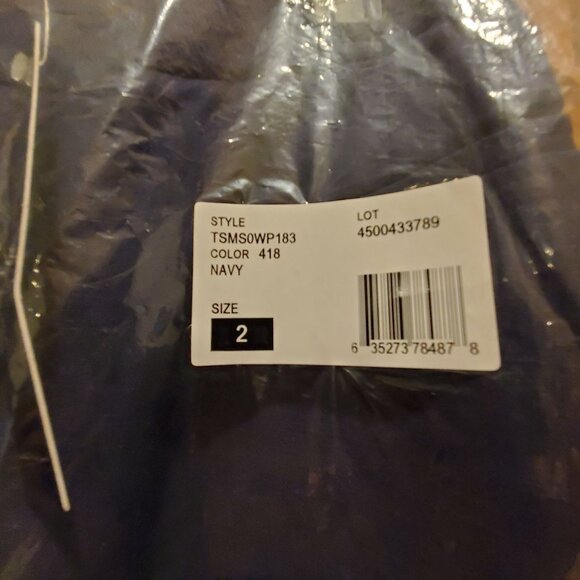 STYLE
TSMS0WP183
COLOR 418
NAVY
SIZE
2
LOT
4500433789
6 35273 78487 8